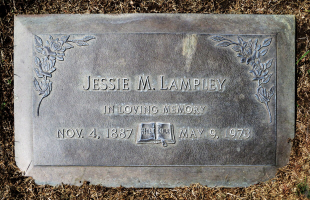 JESSIE M. LAMPLEY
IN LOVING MEMORY
NOV. 4, 1887 MAY 9, 1973